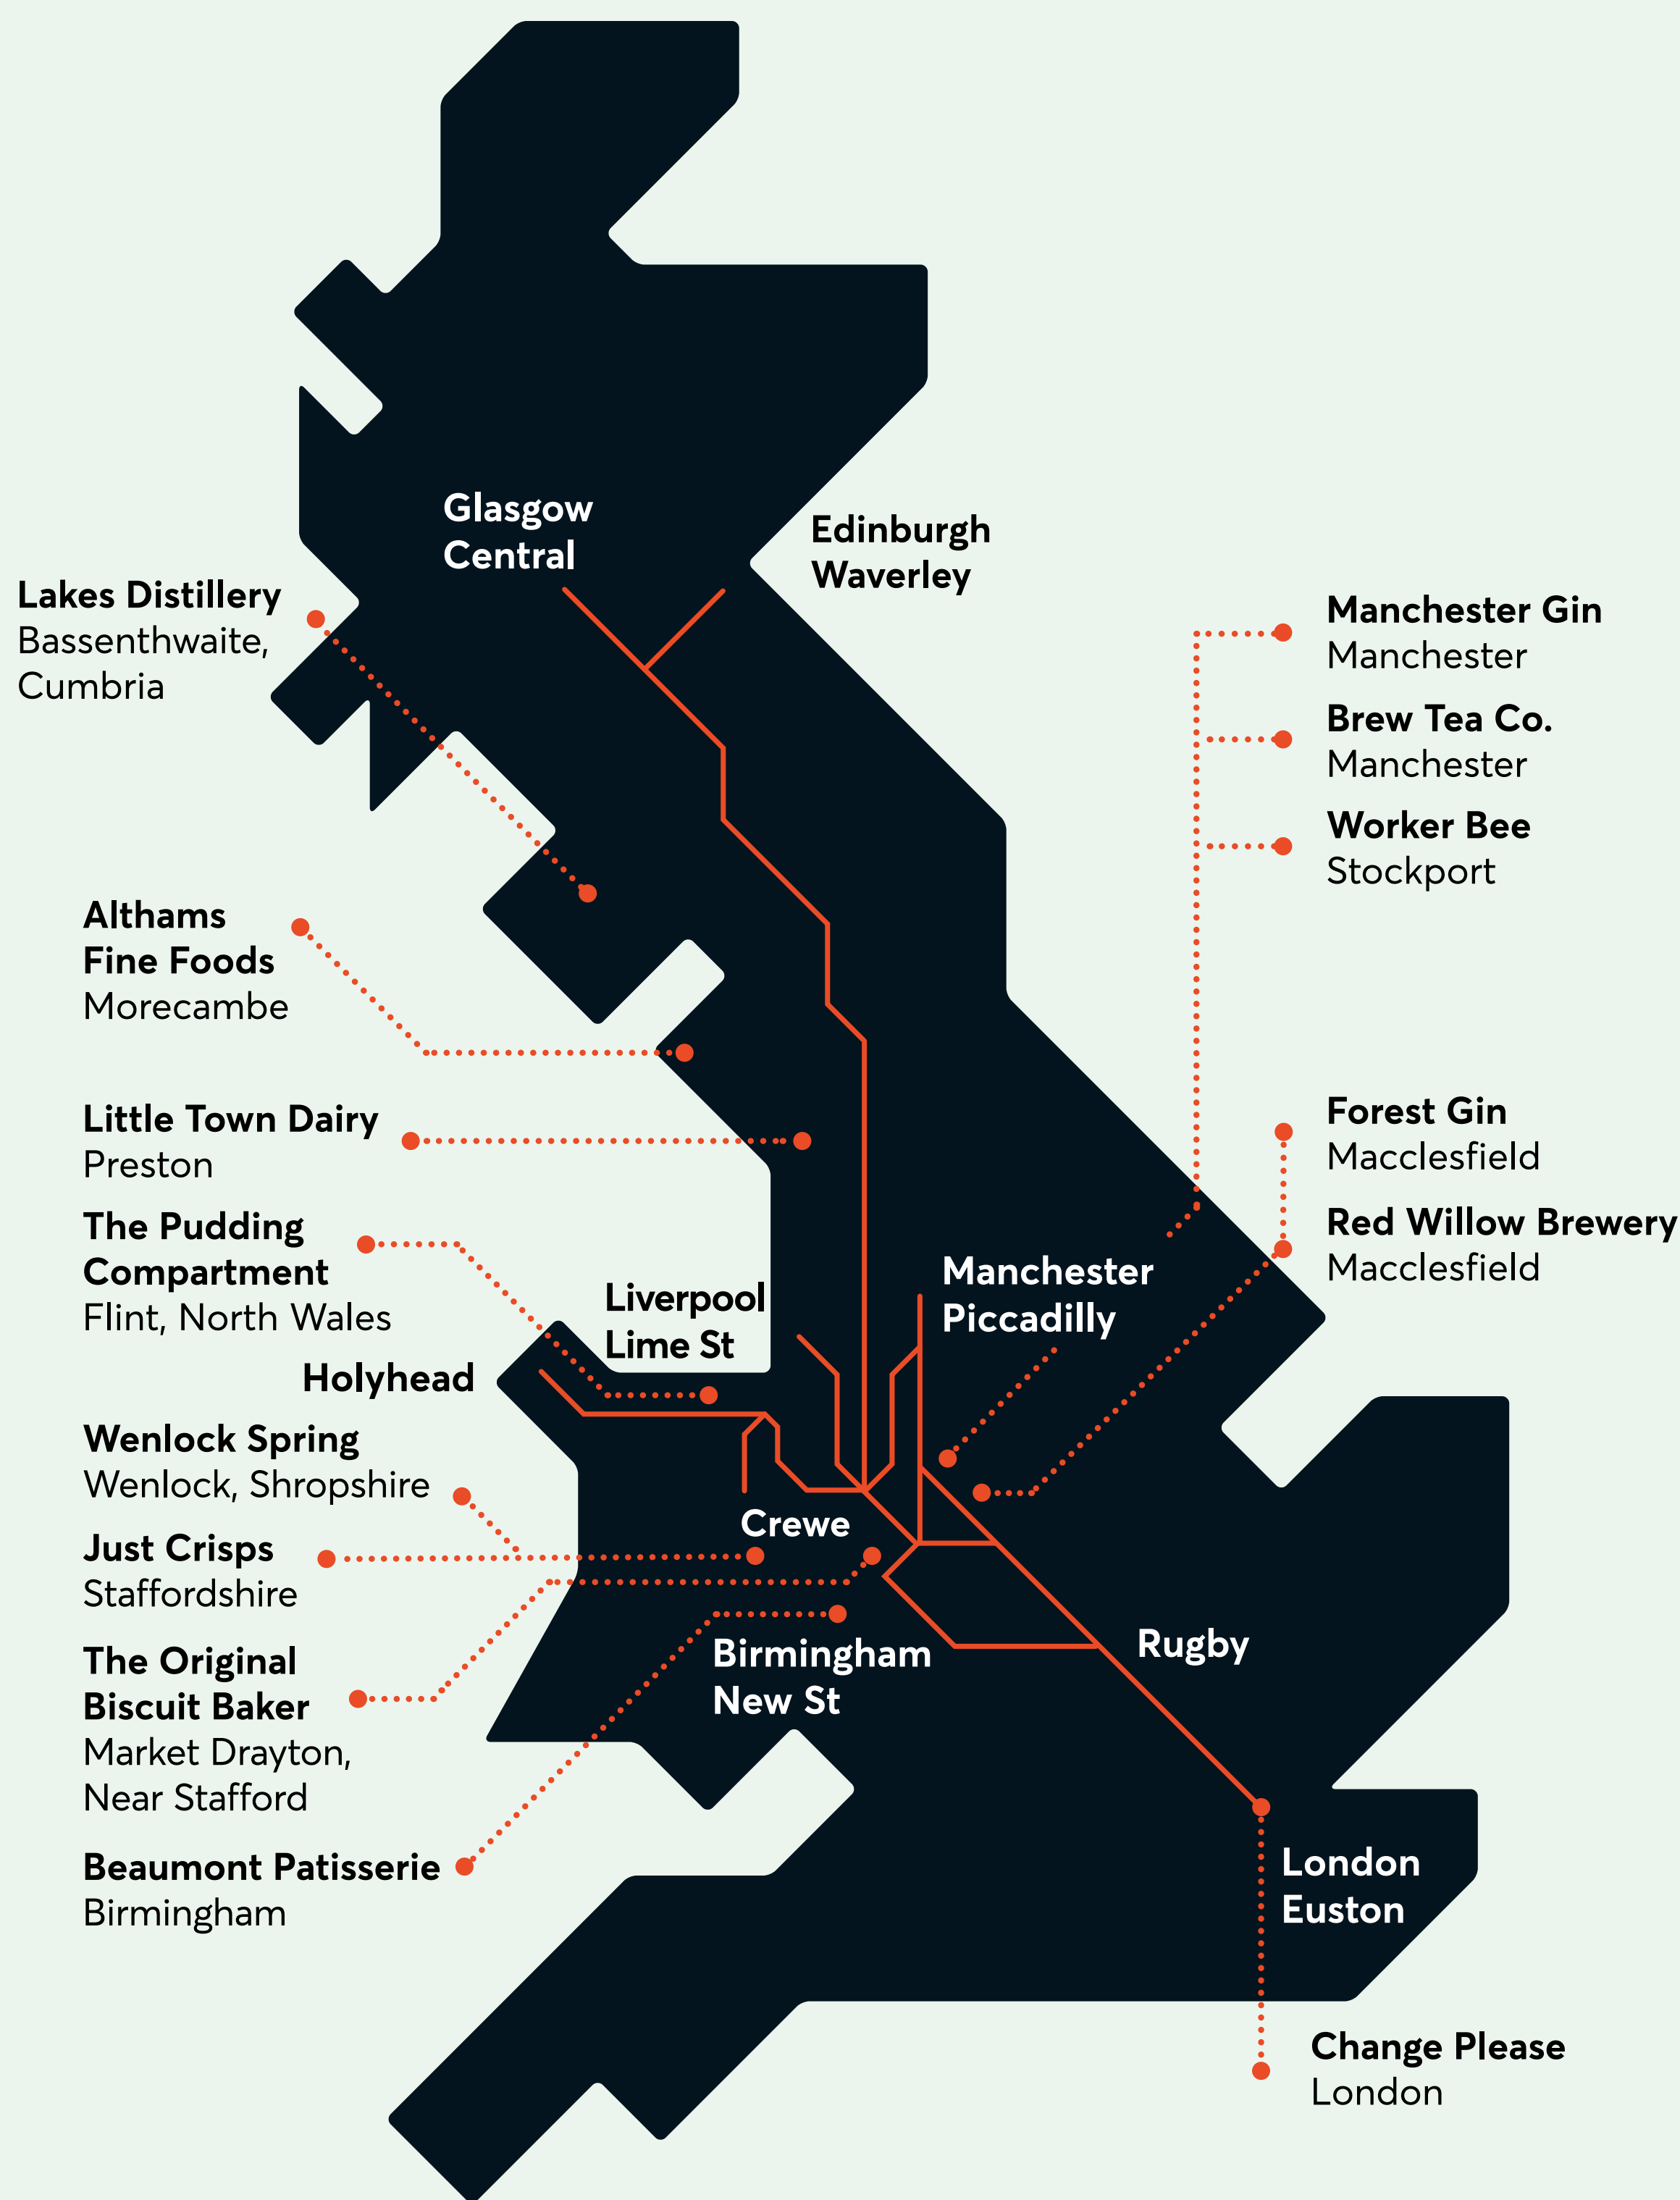 Glasgow
Central
Edinburgh
Waverley
Lakes Distillery
Bassenthwaite,
Cumbria
Manchester Gin
Manchester
Brew Tea Co.
Manchester
Worker Bee
Stockport
Althams
Fine Foods
Morecambe
Little Town Dairy
Preston
Forest Gin
Macclesfield
Red Willow Brewery
Macclesfield
The Pudding
Compartment
Flint, North Wales
Liverpool
Lime St
Manchester
Piccadilly
Holyhead
Wenlock Spring
Wenlock, Shropshire
Crewe
Just Crisps
Staffordshire
The Original
Biscuit Baker
Market Drayton,
Near Stafford
Birmingham
New St
Rugby
Beaumont Patisserie
Birmingham
London
Euston
Change Please
London